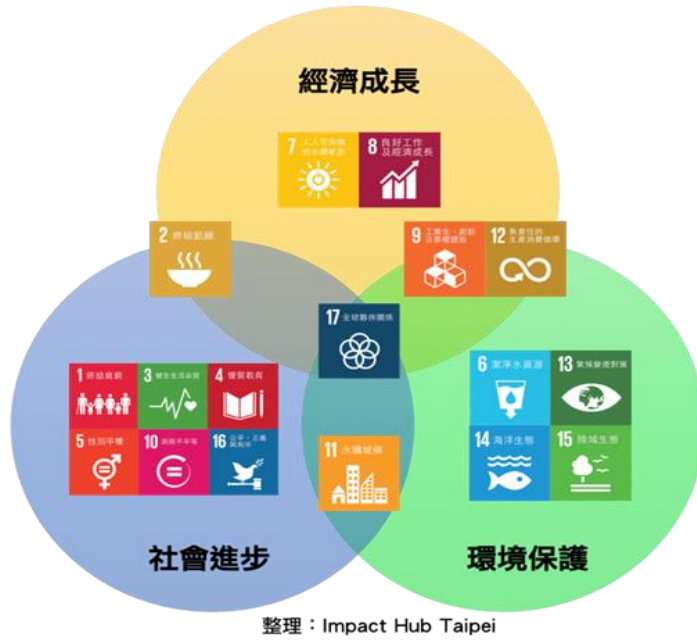 經濟成長
7 人人可負擔
的永續能源
8 良好工作
及經濟成長
2 終結飢餓
9 工業化、創新
及基礎建設
12 負責任的
生產消費循環
17 全球夥伴關係
1 終結貧窮
3 健全生活品質
4 優質教育
6 潔淨水資源
13 氣候變遷對策
5 性別平權
10 消弭不平等
16 公平、正義
與和平
11 永續城鄉
14 海洋生態
15 陸域生態
社會進步
環境保護
整理：Impact Hub Taipei